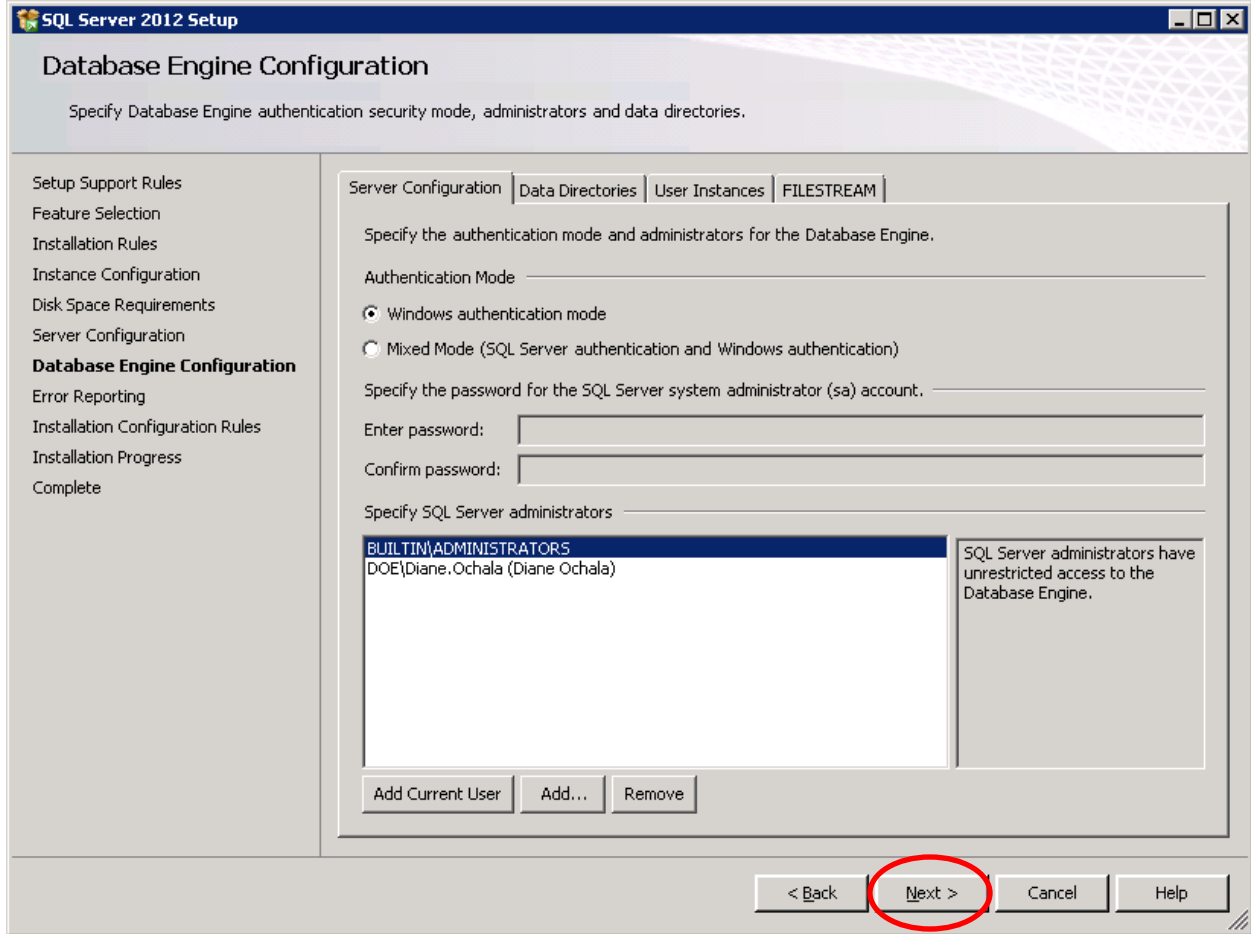 SQL Server 2012 Setup
Database Engine Configuration
Specify Database Engine authentication security mode, administrators and data directories.
Setup Support Rules
Feature Selection
Installation Rules
Instance Configuration
Disk Space Requirements
Server Configuration
Database Engine Configuration
Error Reporting
Installation Configuration Rules
Installation Progress
Complete
Server Configuration Data Directories User Instances FILESTREAM
Specify the authentication mode and administrators for the Database Engine.
Authentication Mode
Windows authentication mode
Mixed Mode (SQL Server authentication and Windows authentication)
Specify the password for the SQL Server system administrator (sa) account.
Enter password:
Confirm password:
Specify SQL Server administrators
BUILTIN\ADMINISTRATORS
DOE\Diane.Ochala (Diane Ochala)
SQL Server administrators have
unrestricted access to the
Database Engine.
Add Current User Add... Remove
< Back Next > Cancel Help